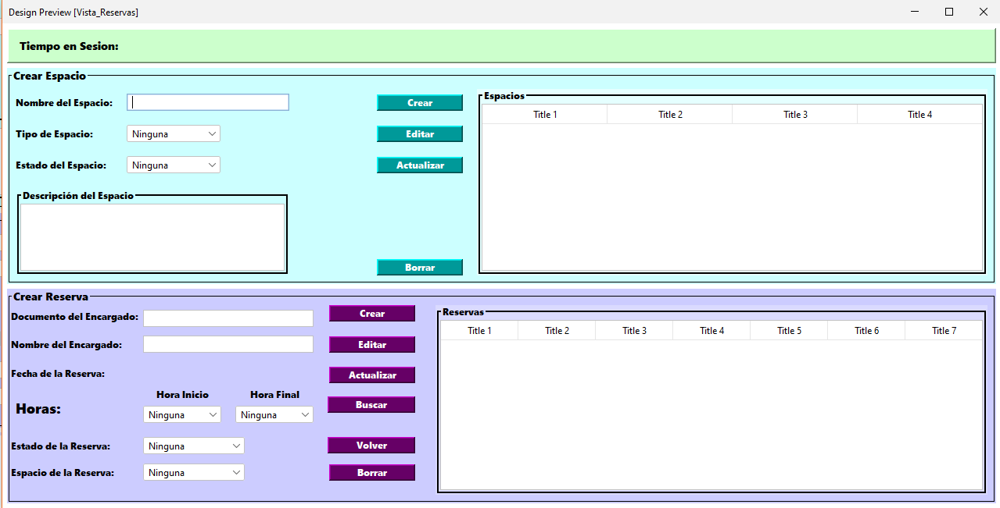 Design Preview [Vista_Reservas]
Tiempo en Sesion:
Crear Espacio
Nombre del Espacio:
Crear
Tipo de Espacio:
Ninguna
Editar
Estado del Espacio:
Ninguna
Actualizar
Descripción del Espacio
Borrar
Espacios
Title 1 Title 2 Title 3 Title 4
Crear Reserva
Documento del Encargado:
Crear
Nombre del Encargado:
Editar
Fecha de la Reserva:
Actualizar
Hora Inicio Hora Final
Buscar
Horas:
Ninguna Ninguna
Estado de la Reserva:
Ninguna
Volver
Espacio de la Reserva:
Ninguna
Borrar
Reservas
Title 1 Title 2 Title 3 Title 4 Title 5 Title 6 Title 7